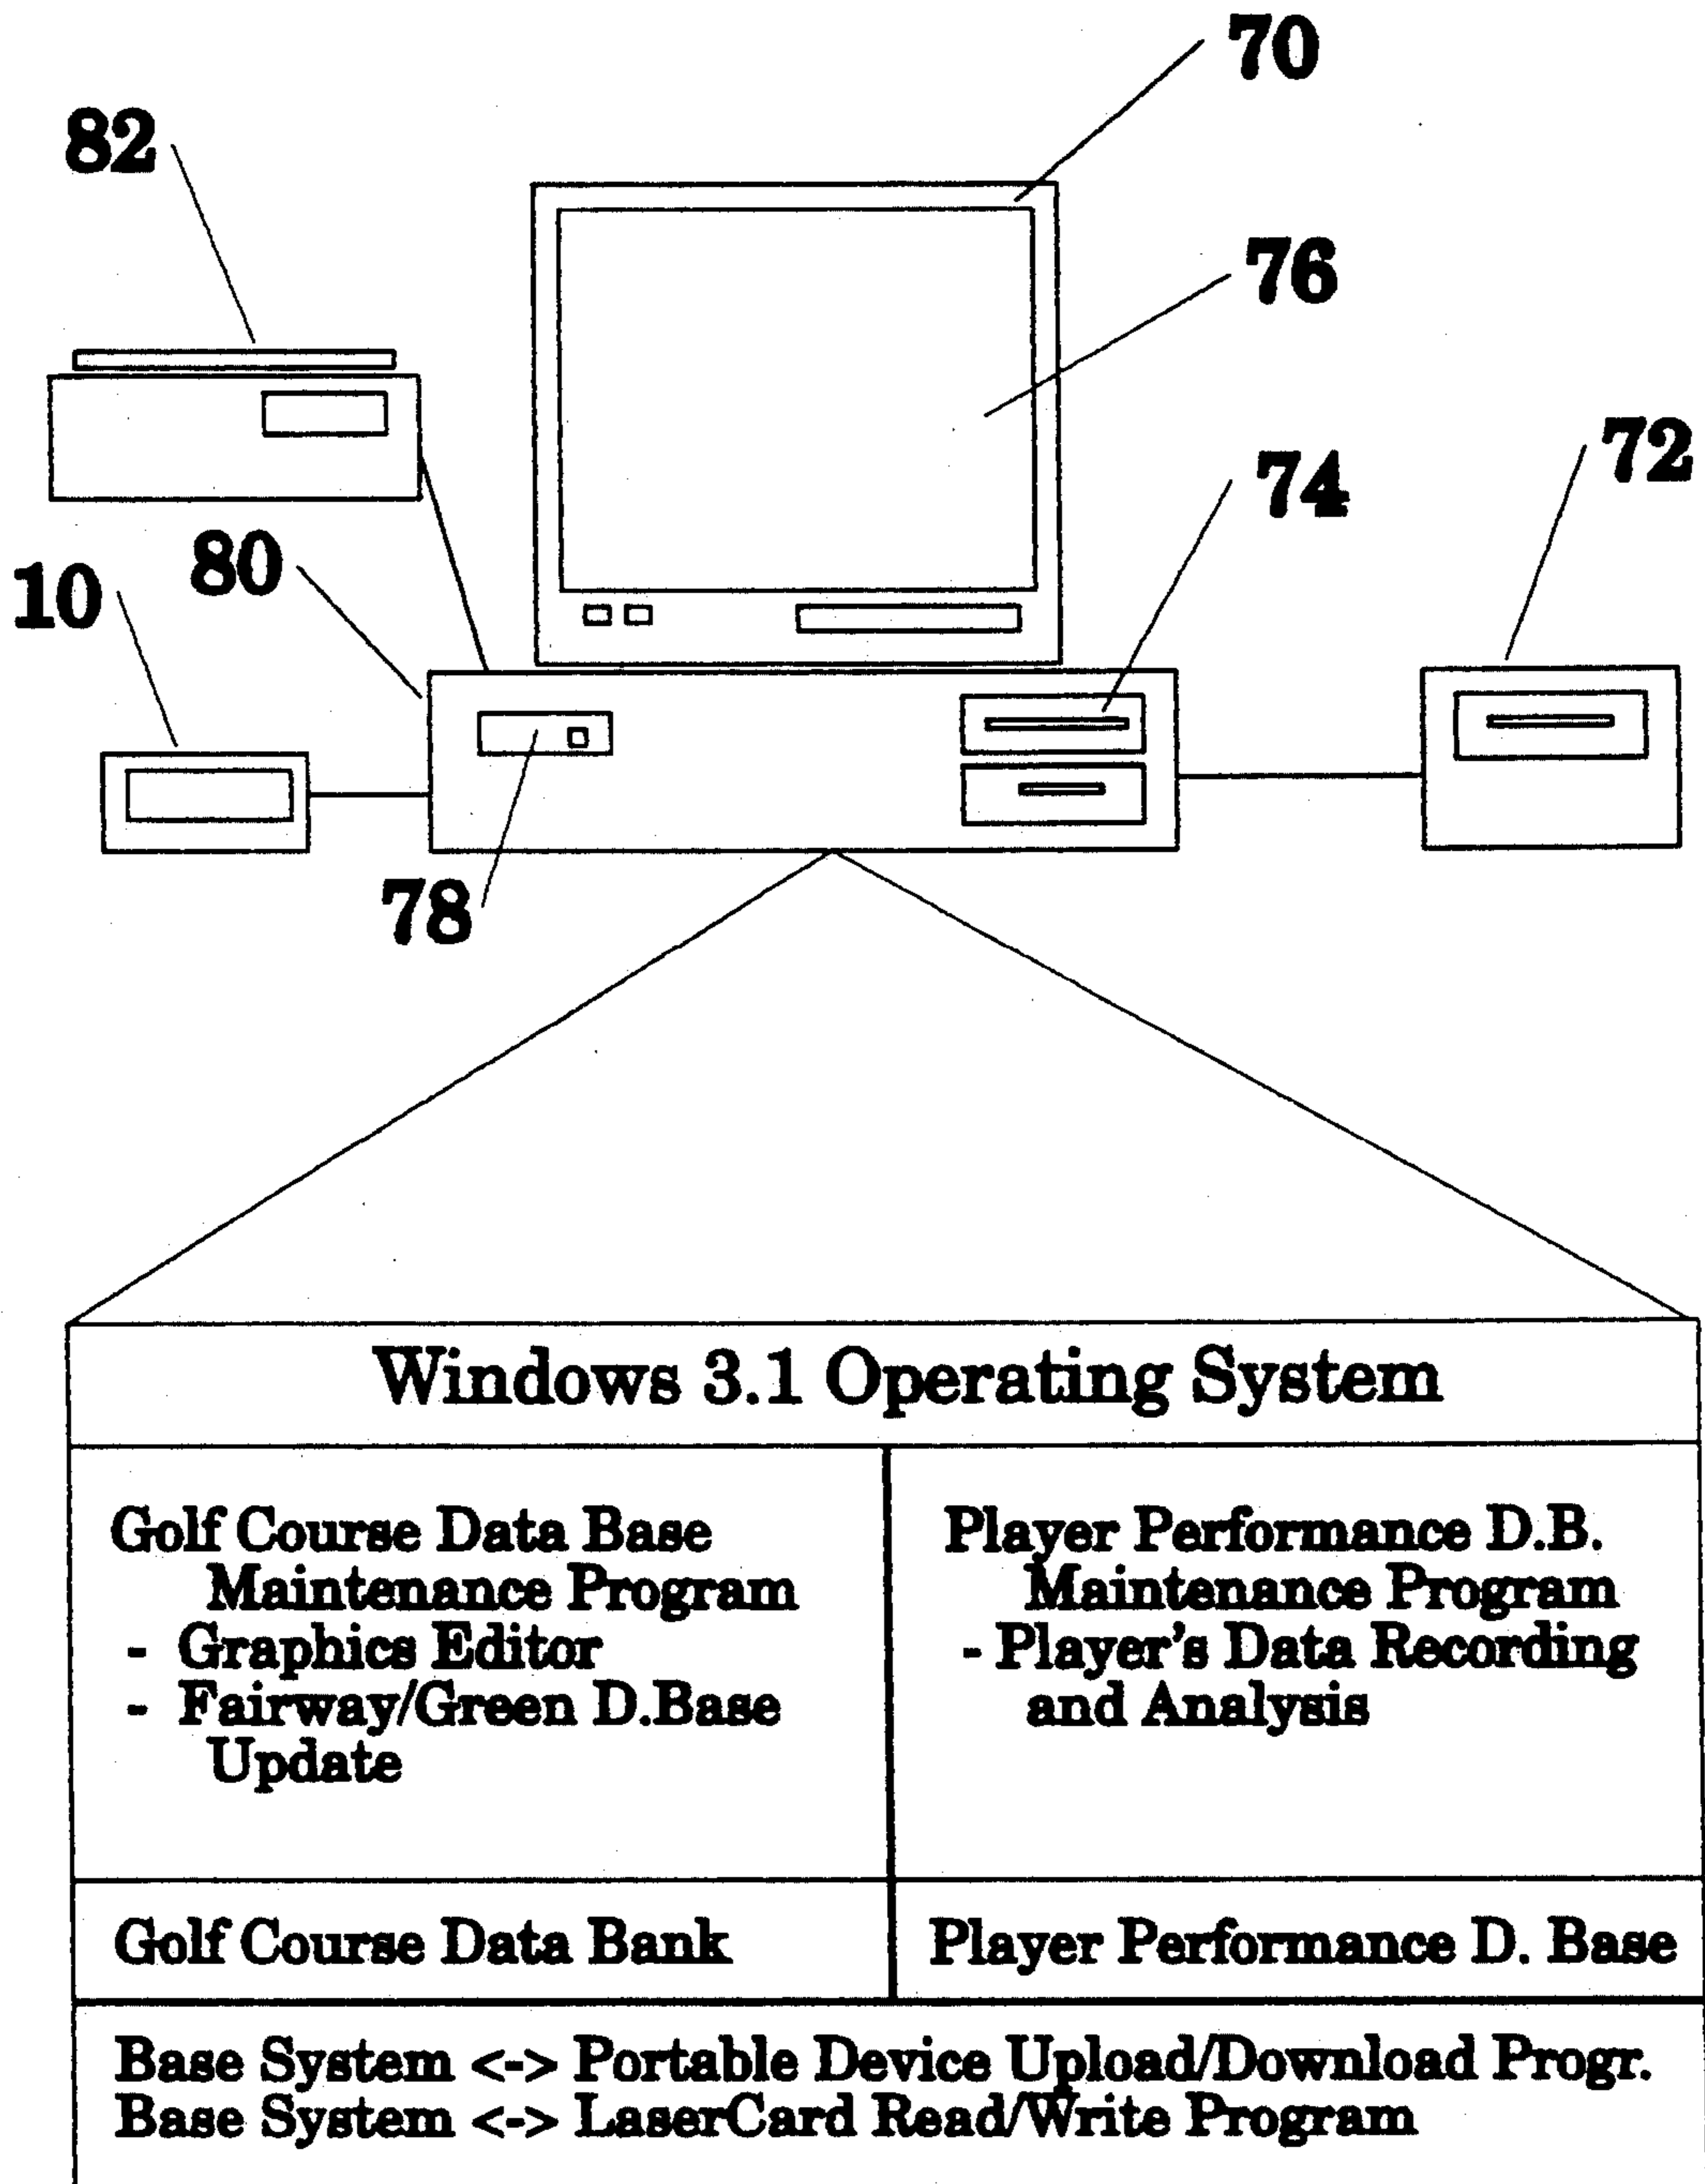 70
82
76
72
74
80
10
78
Windows 3.1 Operating System
Golf Course Data Base
Maintenance Program
- Graphics Editor
- Fairway/Green D.Base
Update
Player Performance D.B.
Maintenance Program
- Player's Data Recording
and Analysis
Golf Course Data Bank
Player Performance D. Base
Base System <-> Portable Device Upload/Download Progr.
Base System <-> LaserCard Read/Write Program